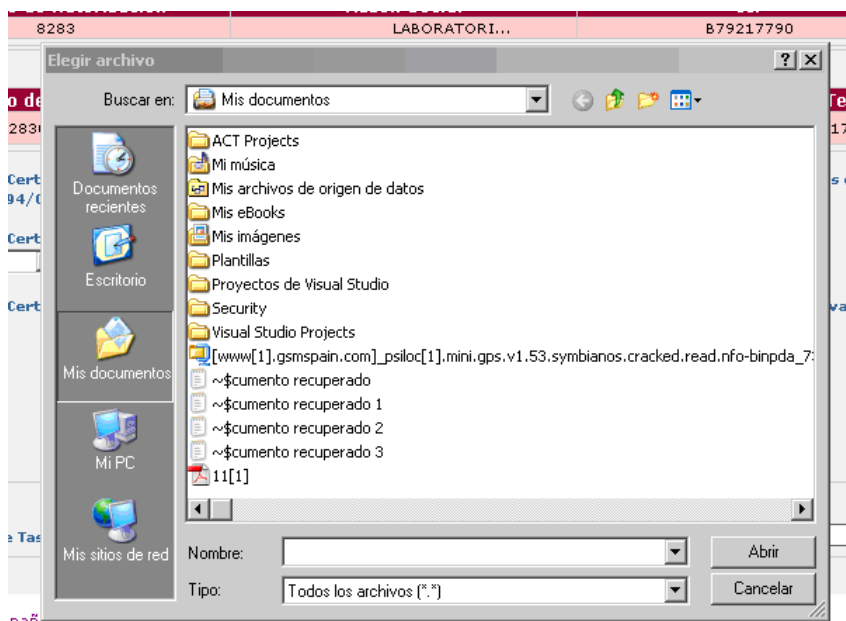 8283 LABORATORI... B79217790
Elegir archivo
Buscar en: Mis documentos
ACT Projects
Mi música
Mis archivos de origen de datos
Mis eBooks
Mis imágenes
Plantillas
Proyectos de Visual Studio
Security
Visual Studio Projects
[www[1].gsmspain.com]_psiloc[1].mini.gps.v1.53.symbianos.cracked.read.nfo-binpda_7
~$cumento recuperado
~$cumento recuperado 1
~$cumento recuperado 2
~$cumento recuperado 3
11[1]
Documentos
recientes
Escritorio
Mis documentos
Mi PC
Mis sitios de red
Nombre:
Abrir
Tipo: Todos los archivos (*.*)
Cancelar
o de
Te
2830
17
Cert
94/0
Cert
Cert
va
e Tas